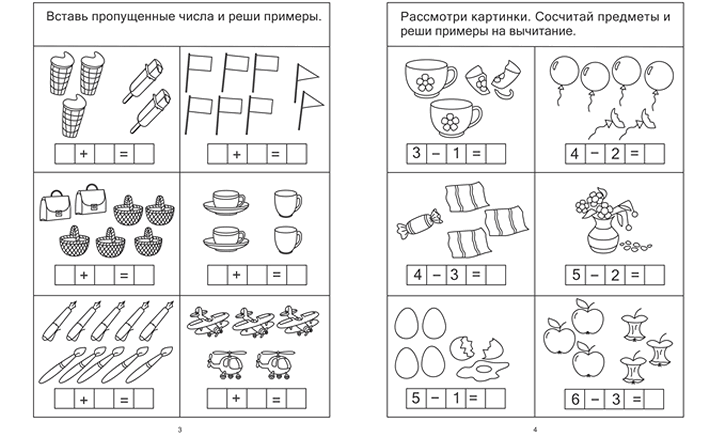 Вставь пропущенные числа и реши примеры.
+ =
+ =
+ =
+ =
+ =
+ =
3
Рассмотри картинки. Сосчитай предметы и
реши примеры на вычитание.
3 − 1 =
4 − 2 =
4 − 3 =
5 − 2 =
5 − 1 =
6 − 3 =
4